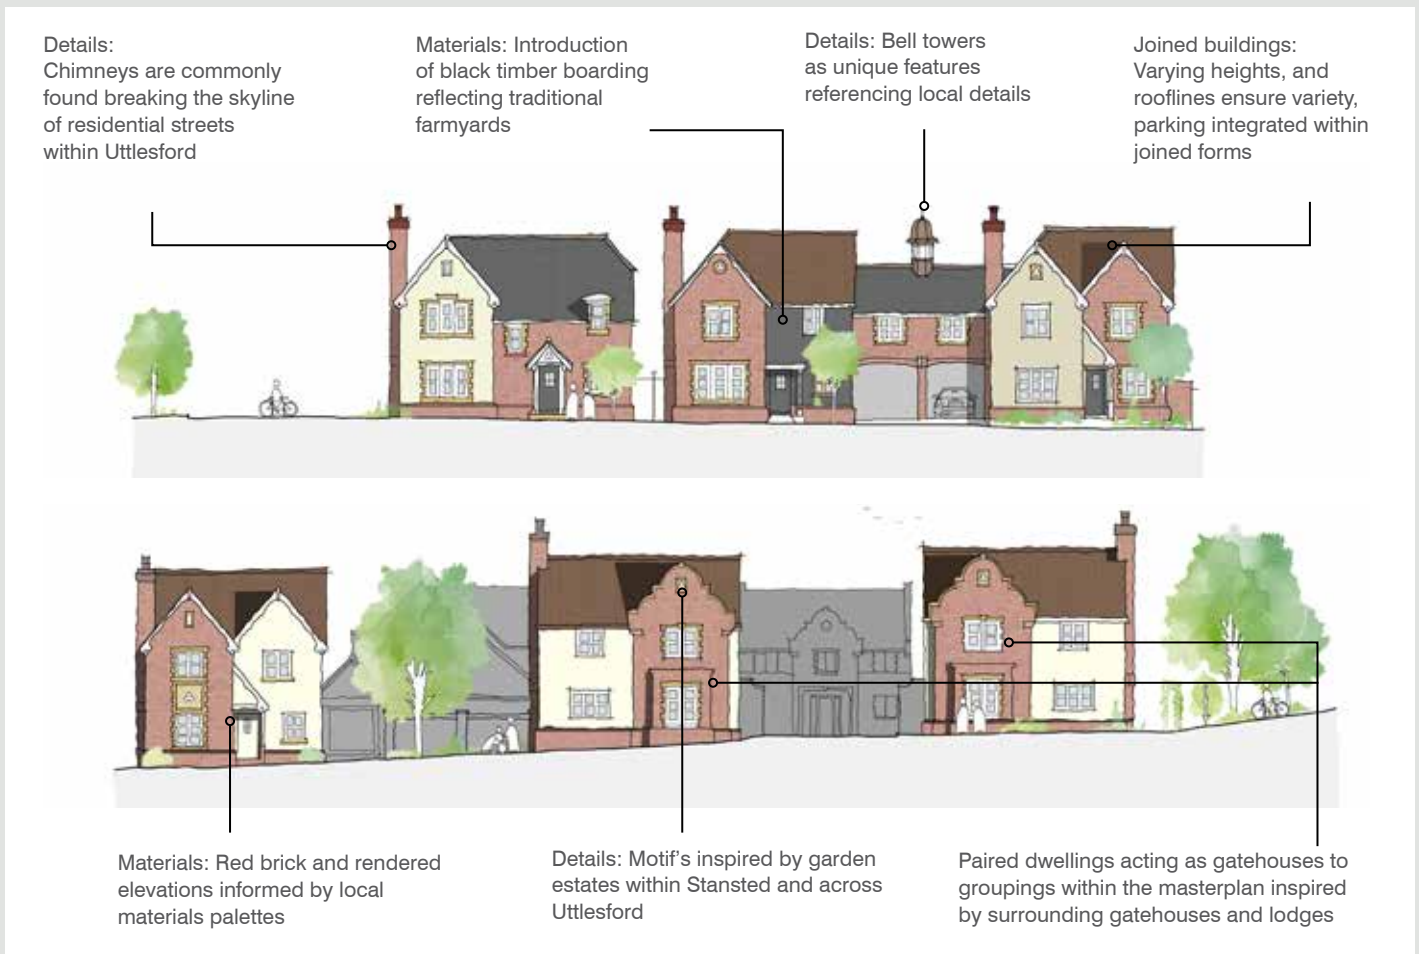 Details:
Chimneys are commonly
found breaking the skyline
of residential streets
within Uttlesford
Materials: Introduction
of black timber boarding
reflecting traditional
farmyards
Details: Bell towers
as unique features
referencing local details
Joined buildings:
Varying heights, and
rooflines ensure variety,
parking integrated within
joined forms
Materials: Red brick and rendered
elevations informed by local
materials palettes
Details: Motif's inspired by garden
estates within Stansted and across
Uttlesford
Paired dwellings acting as gatehouses to
groupings within the masterplan inspired
by surrounding gatehouses and lodges